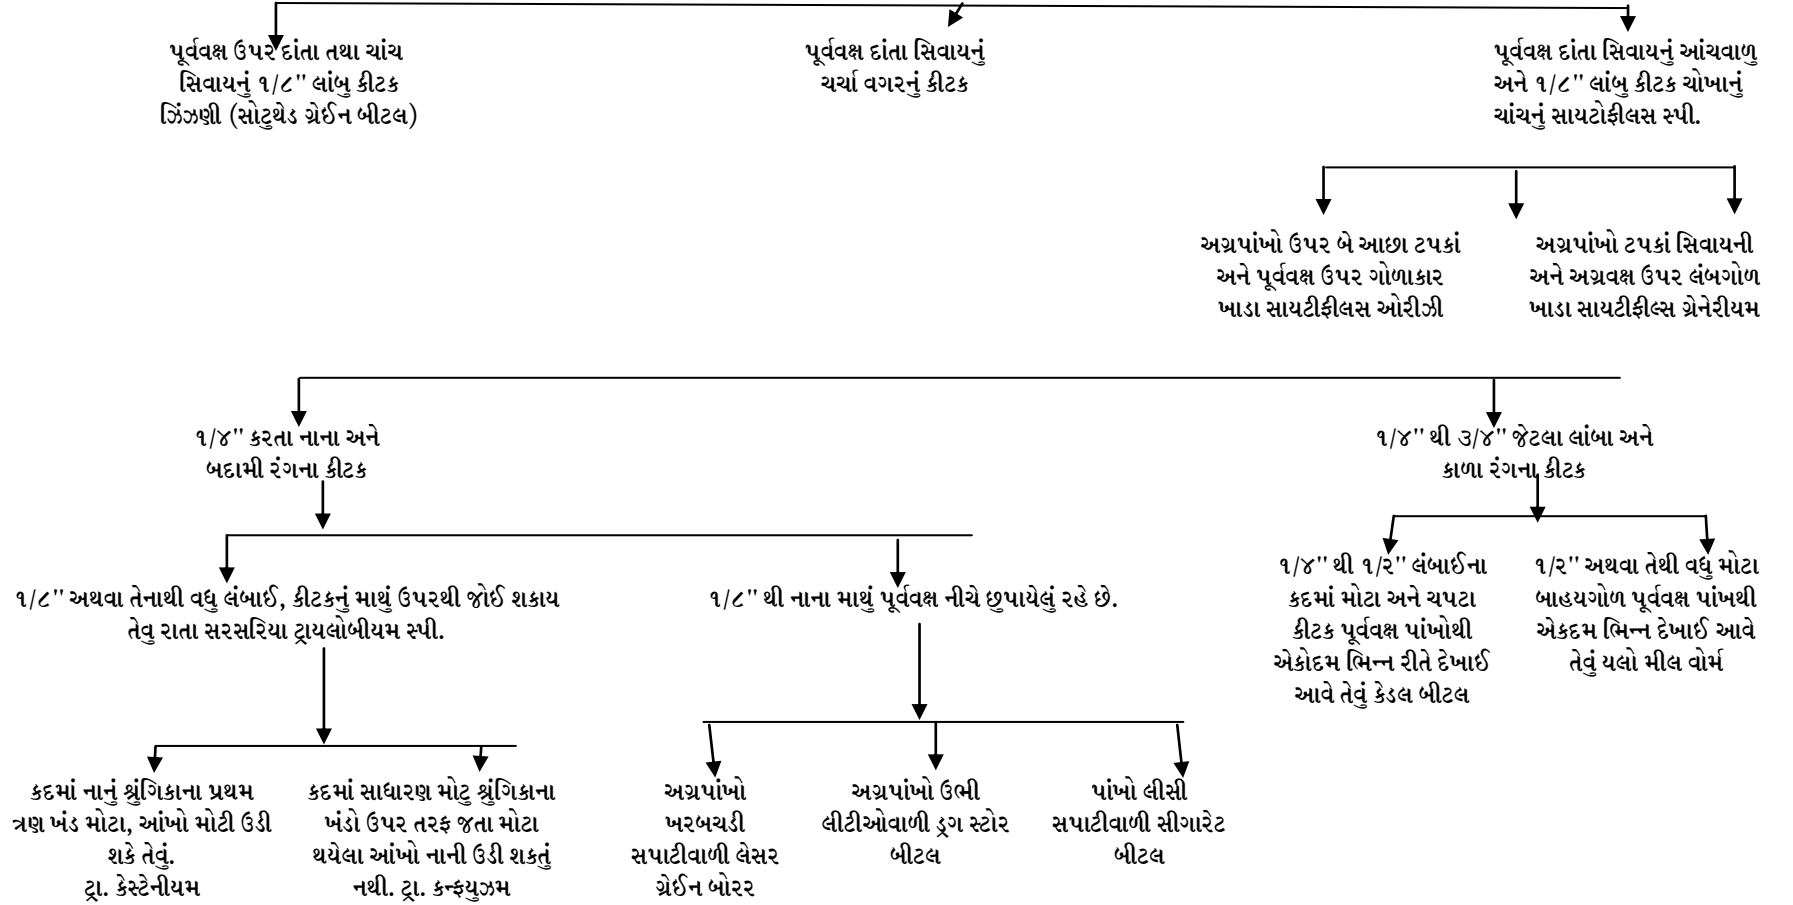 પૂર્વવક્ષ ઉપર દાંતા તથા ચાંચ
સિવાયનું ૧/૮'' લાંબુ કીટક
ઝિંઝણી (સોટુથેડ ગ્રેઈન બીટલ)
પૂર્વવક્ષ દાંતા સિવાયનું
ચર્ચા વગરનું કીટક
પૂર્વવક્ષ દાંતા સિવાયનું આંચવાળુ
અને ૧/૮'' લાંબુ કીટક ચોખાનું
ચાંચનું સાયટોફીલસ સ્પી.
અગ્રપાંખો ઉપર બે આછા ટપકાં
અને પૂર્વવક્ષ ઉપર ગોળાકાર
ખાડા સાયટીફીલસ ઓરીઝી
અગ્રપાંખો ટપકાં સિવાયની
અને અગ્રવક્ષ ઉપર લંબગોળ
ખાડા સાયટીફીલ્સ ગ્રેનેરીયમ
૧/૪'' કરતા નાના અને
બદામી રંગના કીટક
૧/૪'' થી ૩/૪'' જેટલા લાંબા અને
કાળા રંગના કીટક
૧/૮'' અથવા તેનાથી વધુ લંબાઈ, કીટકનું માથું ઉપરથી જોઈ શકાય
તેવુ રાતા સરસરિયા ટ્રાયલોબીયમ સ્પી.
૧/૮'' થી નાના માથું પૂર્વવક્ષ નીચે છુપાયેલું રહે છે.
૧/૪'' થી ૧/૨'' લંબાઈના
કદમાં મોટા અને ચપટા
કીટક પૂર્વવક્ષ પાંખોથી
એકોદમ ભિન્ન રીતે દેખાઈ
આવે તેવું કેડલ બીટલ
૧/૨'' અથવા તેથી વધુ મોટા
બાહયગોળ પૂર્વવક્ષ પાંખથી
એકદમ ભિન્ન દેખાઈ આવે
તેવું યલો મીલ વોર્મ
કદમાં નાનું શ્રુંગિકાના પ્રથમ
ત્રણ ખંડ મોટા, આંખો મોટી ઉડી
શકે તેવું.
ટ્રા. કેસ્ટેનીયમ
કદમાં સાધારણ મોટુ શ્રુંગિકાના
ખંડો ઉપર તરફ જતા મોટા
થયેલા આંખો નાની ઉડી શકતું
નથી. ટ્રા. કન્ફયુઝમ
અગ્રપાંખો
ખરબચડી
સપાટીવાળી લેસર
ગ્રેઈન બોરર
અગ્રપાંખો ઉભી
લીટીઓવાળી ડ્રગ સ્ટોર
બીટલ
પાંખો લીસી
સપાટીવાળી સીગારેટ
બીટલ